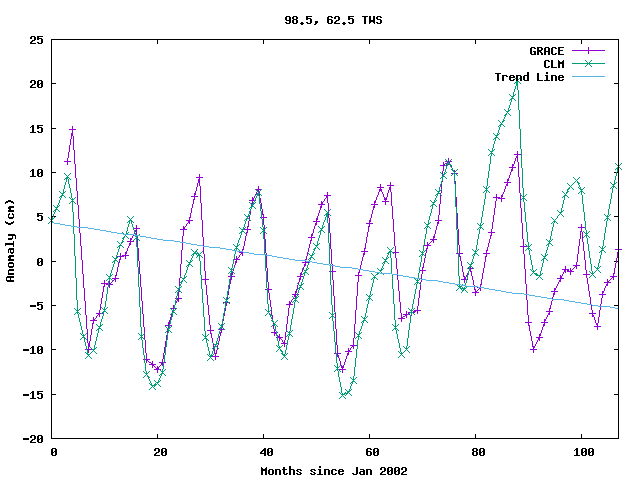 98.5, 62.5 TWS
GRACE
CLM
Trend Line
25
20
15
10
5
0
-5
-10
-15
-20
Anomaly (cm)
0 20 40 60 80 100
Months since Jan 2002